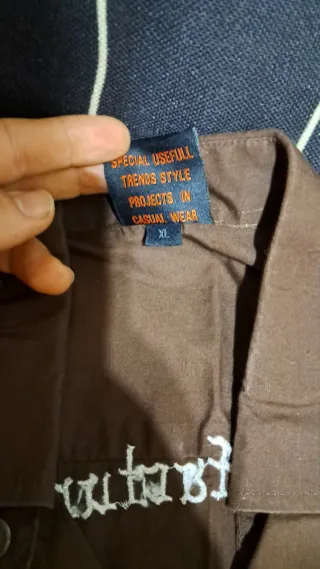 SPECIAL USEFULL
TRENDS STYLE
PROJECTS IN
CASUAL WEAR
XL